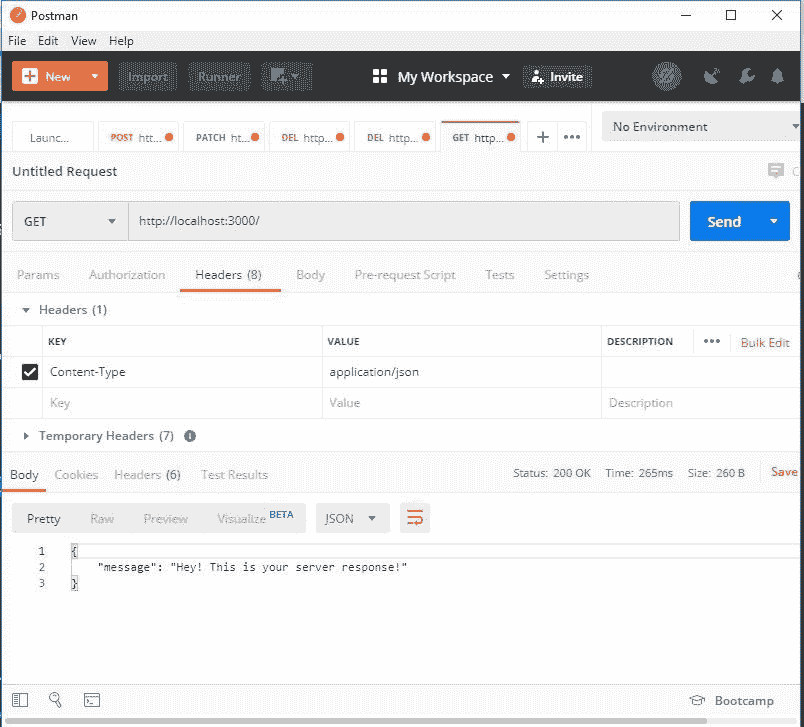 Postman
File Edit View Help
New Import Runner My Workspace Invite
Launc... POST htt... PATCH ht... DEL http... DEL http... GET http... + ••• No Environment
Untitled Request
GET http://localhost:3000/ Send
Params Authorization Headers (8) Body Pre-request Script Tests Settings
Headers (1)
KEY VALUE DESCRIPTION ••• Bulk Edit
Content-Type application/json
Key Value Description
Temporary Headers (7)
Body Cookies Headers (6) Test Results Status: 200 OK Time: 265ms Size: 260 B Save
Pretty Raw Preview Visualize BETA JSON
1 {
2 "message": "Hey! This is your server response!"
3 }
Bootcamp